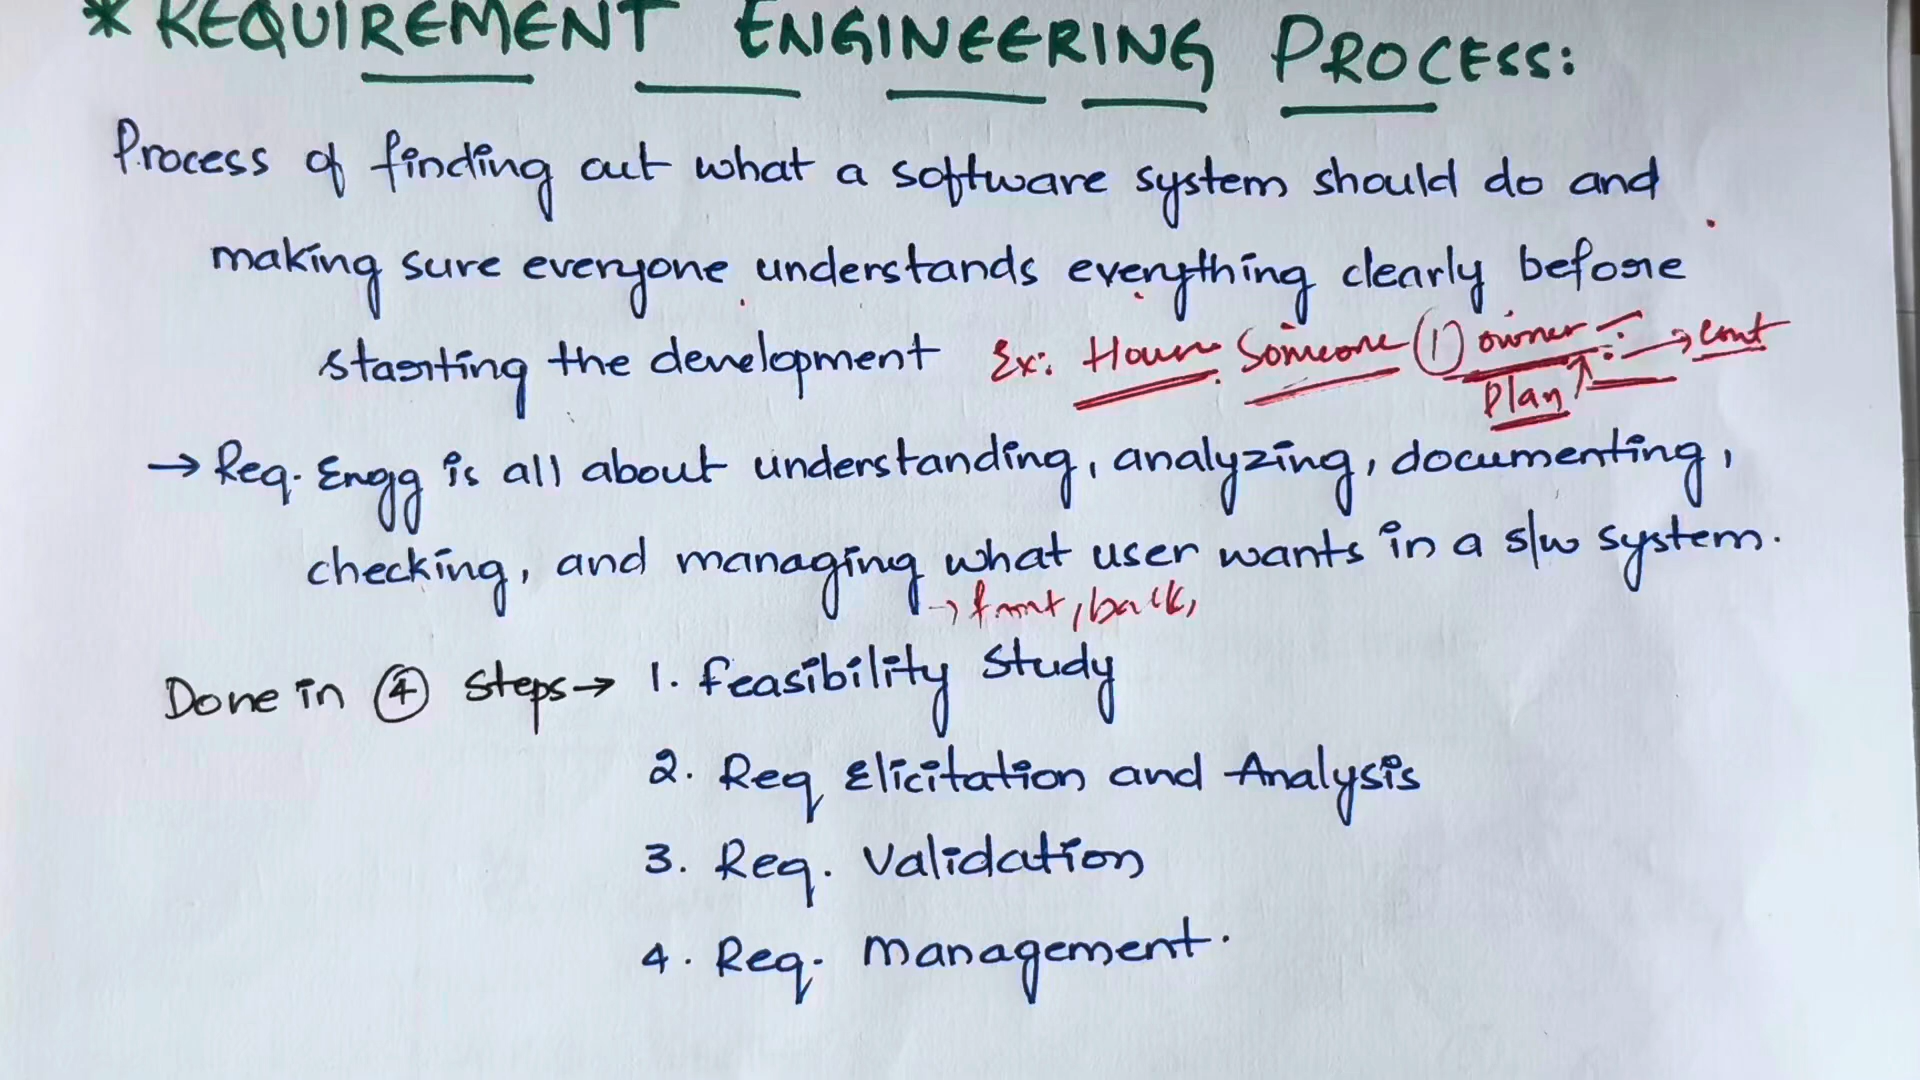 * REQUIREMENT ENGINEERING PROCESS:
Process of finding out what a software system should do and
making sure everyone understands everything clearly before
starting the development Ex: House Someone (1) owner → cont
Plan
→ Req. Engg is all about understanding, analyzing, documenting,
checking, and managing what user wants in a s/w system.
→ front, back,
Done in ④ steps → 1. Feasibility Study
2. Req Elicitation and Analysis
3. Req. Validation
4. Req. Management.